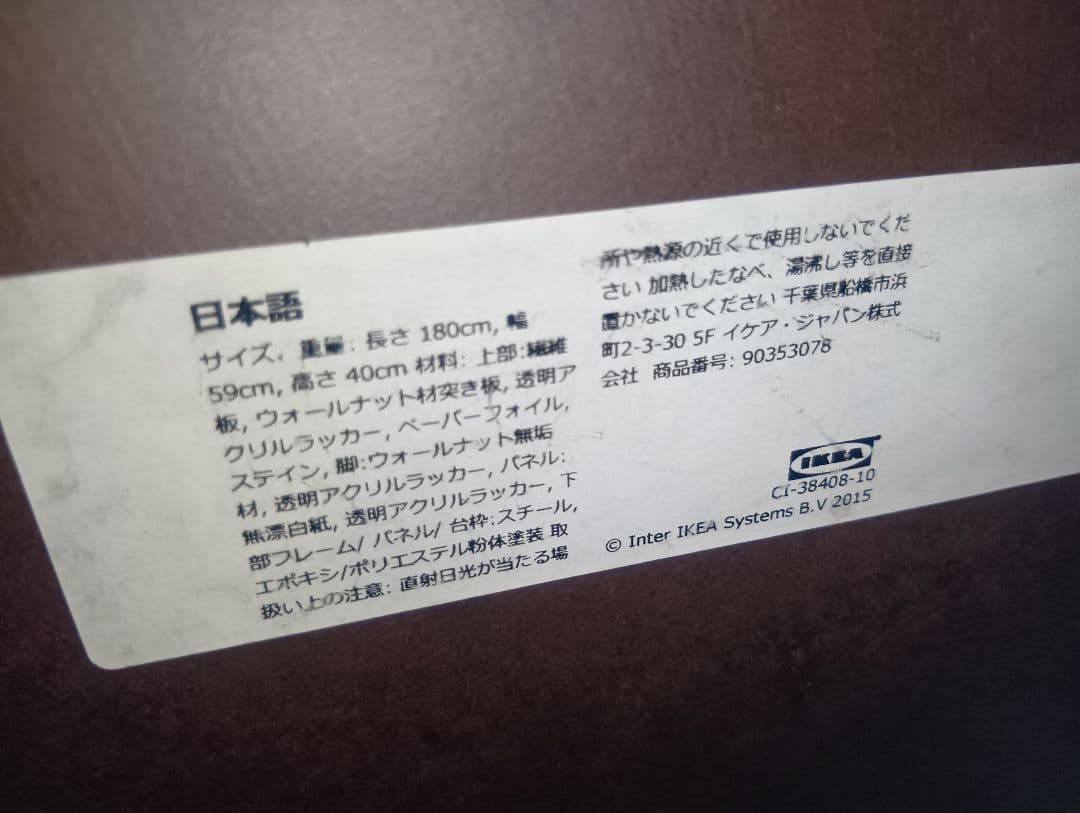 日本語
サイズ、重量: 長さ 180cm, 幅
59cm, 高さ 40cm 材料: 上部:繊維
板, ウォールナット材突き板, 透明ア
クリルラッカー, ペーパーフォイル,
ステイン, 脚:ウォールナット無垢
材, 透明アクリルラッカー, パネル:
無漂白紙, 透明アクリルラッカー, 下
部フレーム/ パネル/ 台枠:スチール,
エポキシ/ポリエステル粉体塗装 取
扱い上の注意: 直射日光が当たる場
所や熱源の近くで使用しないでくだ
さい 加熱したなべ、湯沸し等を直接
置かないでください 千葉県船橋市浜
町2-3-30 5F イケア・ジャパン株式
会社 商品番号: 90353078
IKEA
CI-38408-10
© Inter IKEA Systems B.V 2015